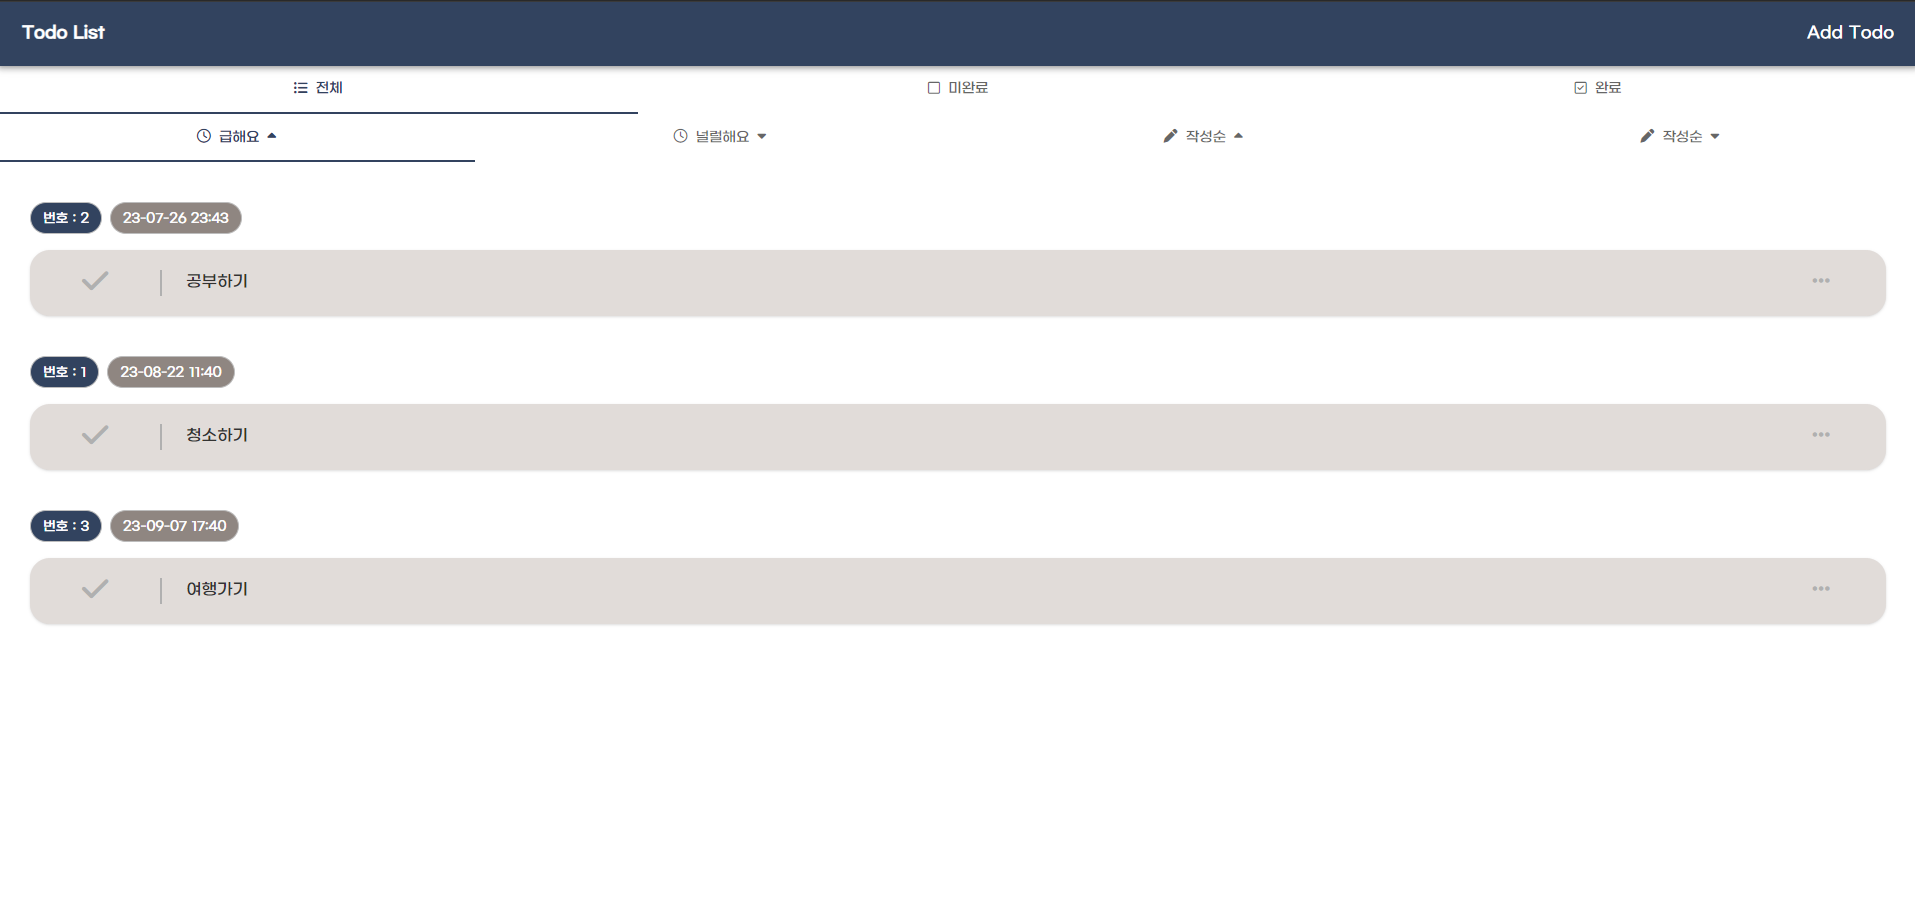 Todo List Add Todo
전체 미완료 완료
급해요 널럴해요 작성순 작성순
번호 : 2 23-07-26 23:43
공부하기
번호 : 1 23-08-22 11:40
청소하기
번호 : 3 23-09-07 17:40
여행가기